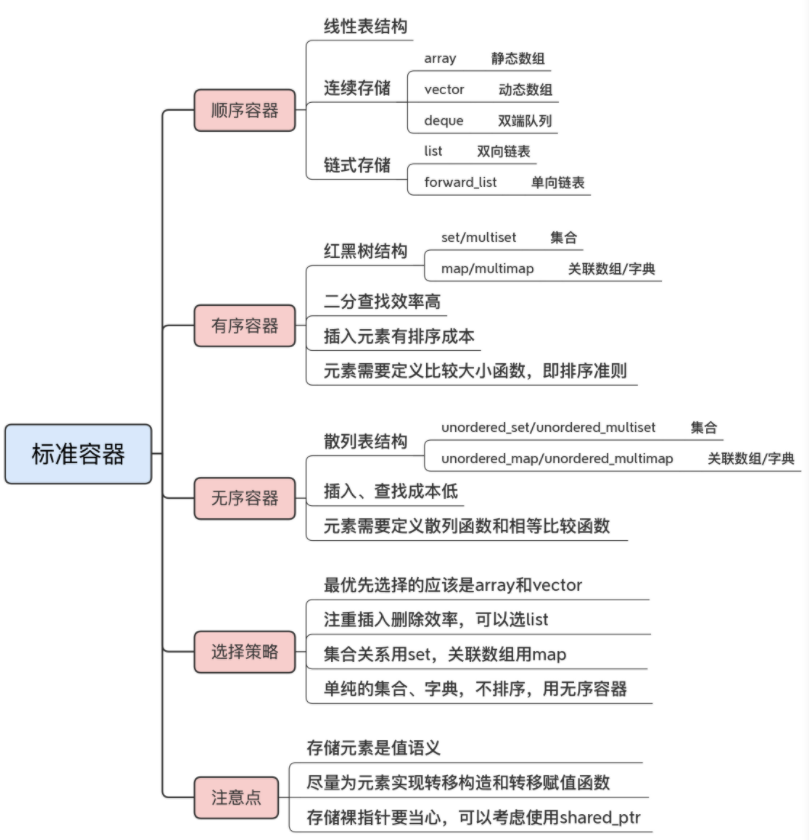 标准容器
顺序容器
线性表结构
连续存储
array 静态数组
vector 动态数组
deque 双端队列
链式存储
list 双向链表
forward_list 单向链表
有序容器
红黑树结构
set/multiset 集合
map/multimap 关联数组/字典
二分查找效率高
插入元素有排序成本
元素需要定义比较大小函数，即排序准则
无序容器
散列表结构
unordered_set/unordered_multiset 集合
unordered_map/unordered_multimap 关联数组/字典
插入、查找成本低
元素需要定义散列函数和相等比较函数
选择策略
最优先选择的应该是array和vector
注重插入删除效率，可以选list
集合关系用set，关联数组用map
单纯的集合、字典，不排序，用无序容器
注意点
存储元素是值语义
尽量为元素实现转移构造和转移赋值函数
存储裸指针要当心，可以考虑使用shared_ptr